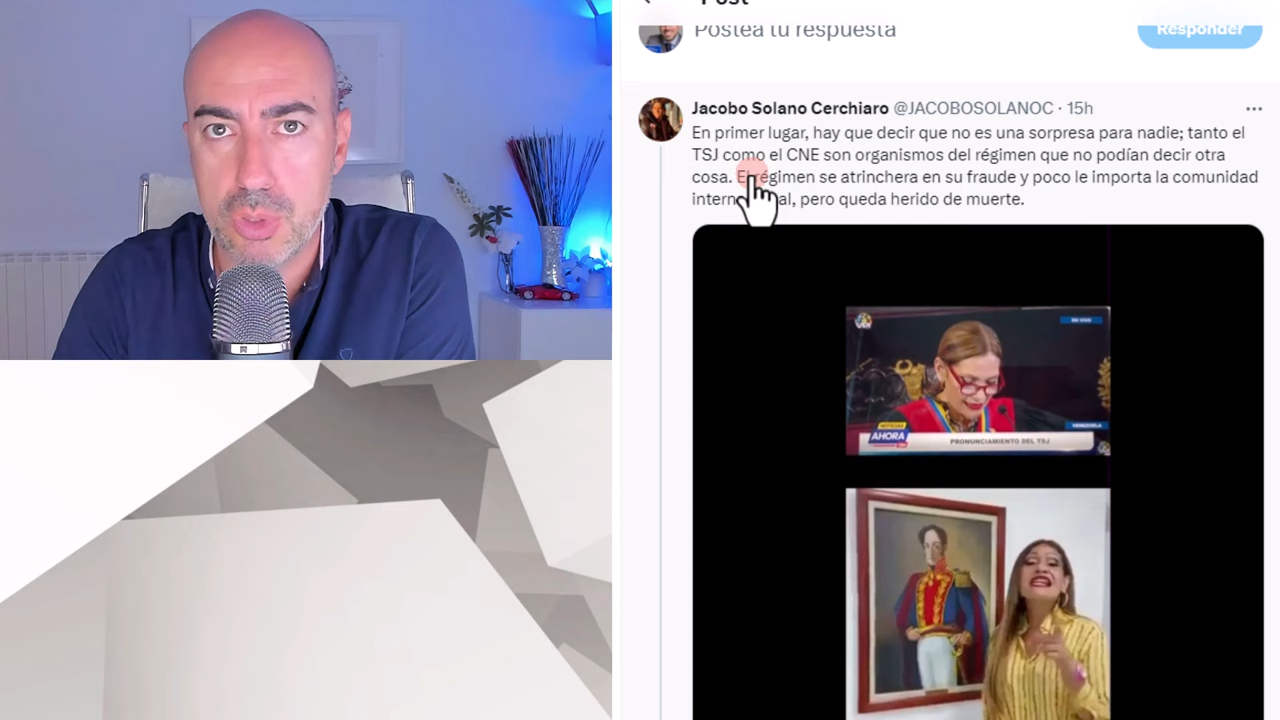 Post
Postea tu respuesta
Responder
Jacobo Solano Cerchiaro @JACOBOSOLANOC · 15h
En primer lugar, hay que decir que no es una sorpresa para nadie; tanto el
TSJ como el CNE son organismos del régimen que no podían decir otra
cosa. El régimen se atrinchera en su fraude y poco le importa la comunidad
pero queda herido de muerte.
EN VIVO
VENEZUELA
NOTICIAS
AHORA
PRONUNCIAMIENTO DEL TSJ